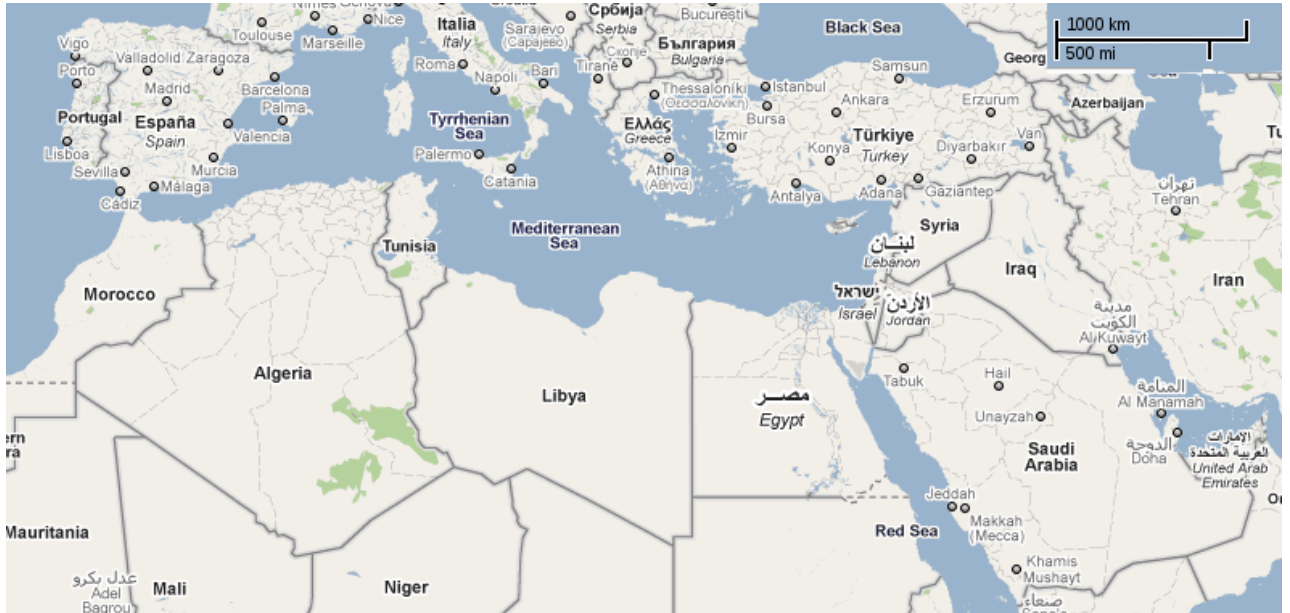 Toulouse
Marseille
Nice
Italia
Italy
Sarajevo
(Сарајево)
Србија
Serbia
București
Black Sea
1000 km
500 mi
Georg
Vigo
Porto
Valladolid
Zaragoza
Madrid
Barcelona
Palma
Roma
Napoli
Bari
Tiranë
Скопје
България
Bulgaria
Thessaloniki
(Θεσσαλονίκη)
Istanbul
Bursa
Samsun
Ankara
Erzurum
Azerbaijan
Portugal
España
Spain
Valencia
Lisboa
Sevilla
Murcia
Málaga
Cádiz
Tyrrhenian
Sea
Palermo
Catania
Ελλάς
Greece
Athina
(Αθήνα)
Izmir
Türkiye
Turkey
Konya
Diyarbakır
Van
Antalya
Adana
Gaziantep
تهران
Tehran
Tunisia
Mediterranean
Sea
Syria
لبنان
Lebanon
Iraq
Iran
Morocco
ישראל
Israel
الأردن
Jordan
مدينة
الكويت
Al Kuwayt
Algeria
Libya
مصر
Egypt
Tabuk
Hail
Unayzah
المنامة
Al Manamah
الدوحة
Doha
Saudi
Arabia
الإمارات
العربية المتحدة
United Arab
Emirates
Jeddah
Makkah
(Mecca)
Red Sea
Khamis
Mushayt
صنعاء
Mauritania
عدل بكرو
Adel
Bagrou
Mali
Niger